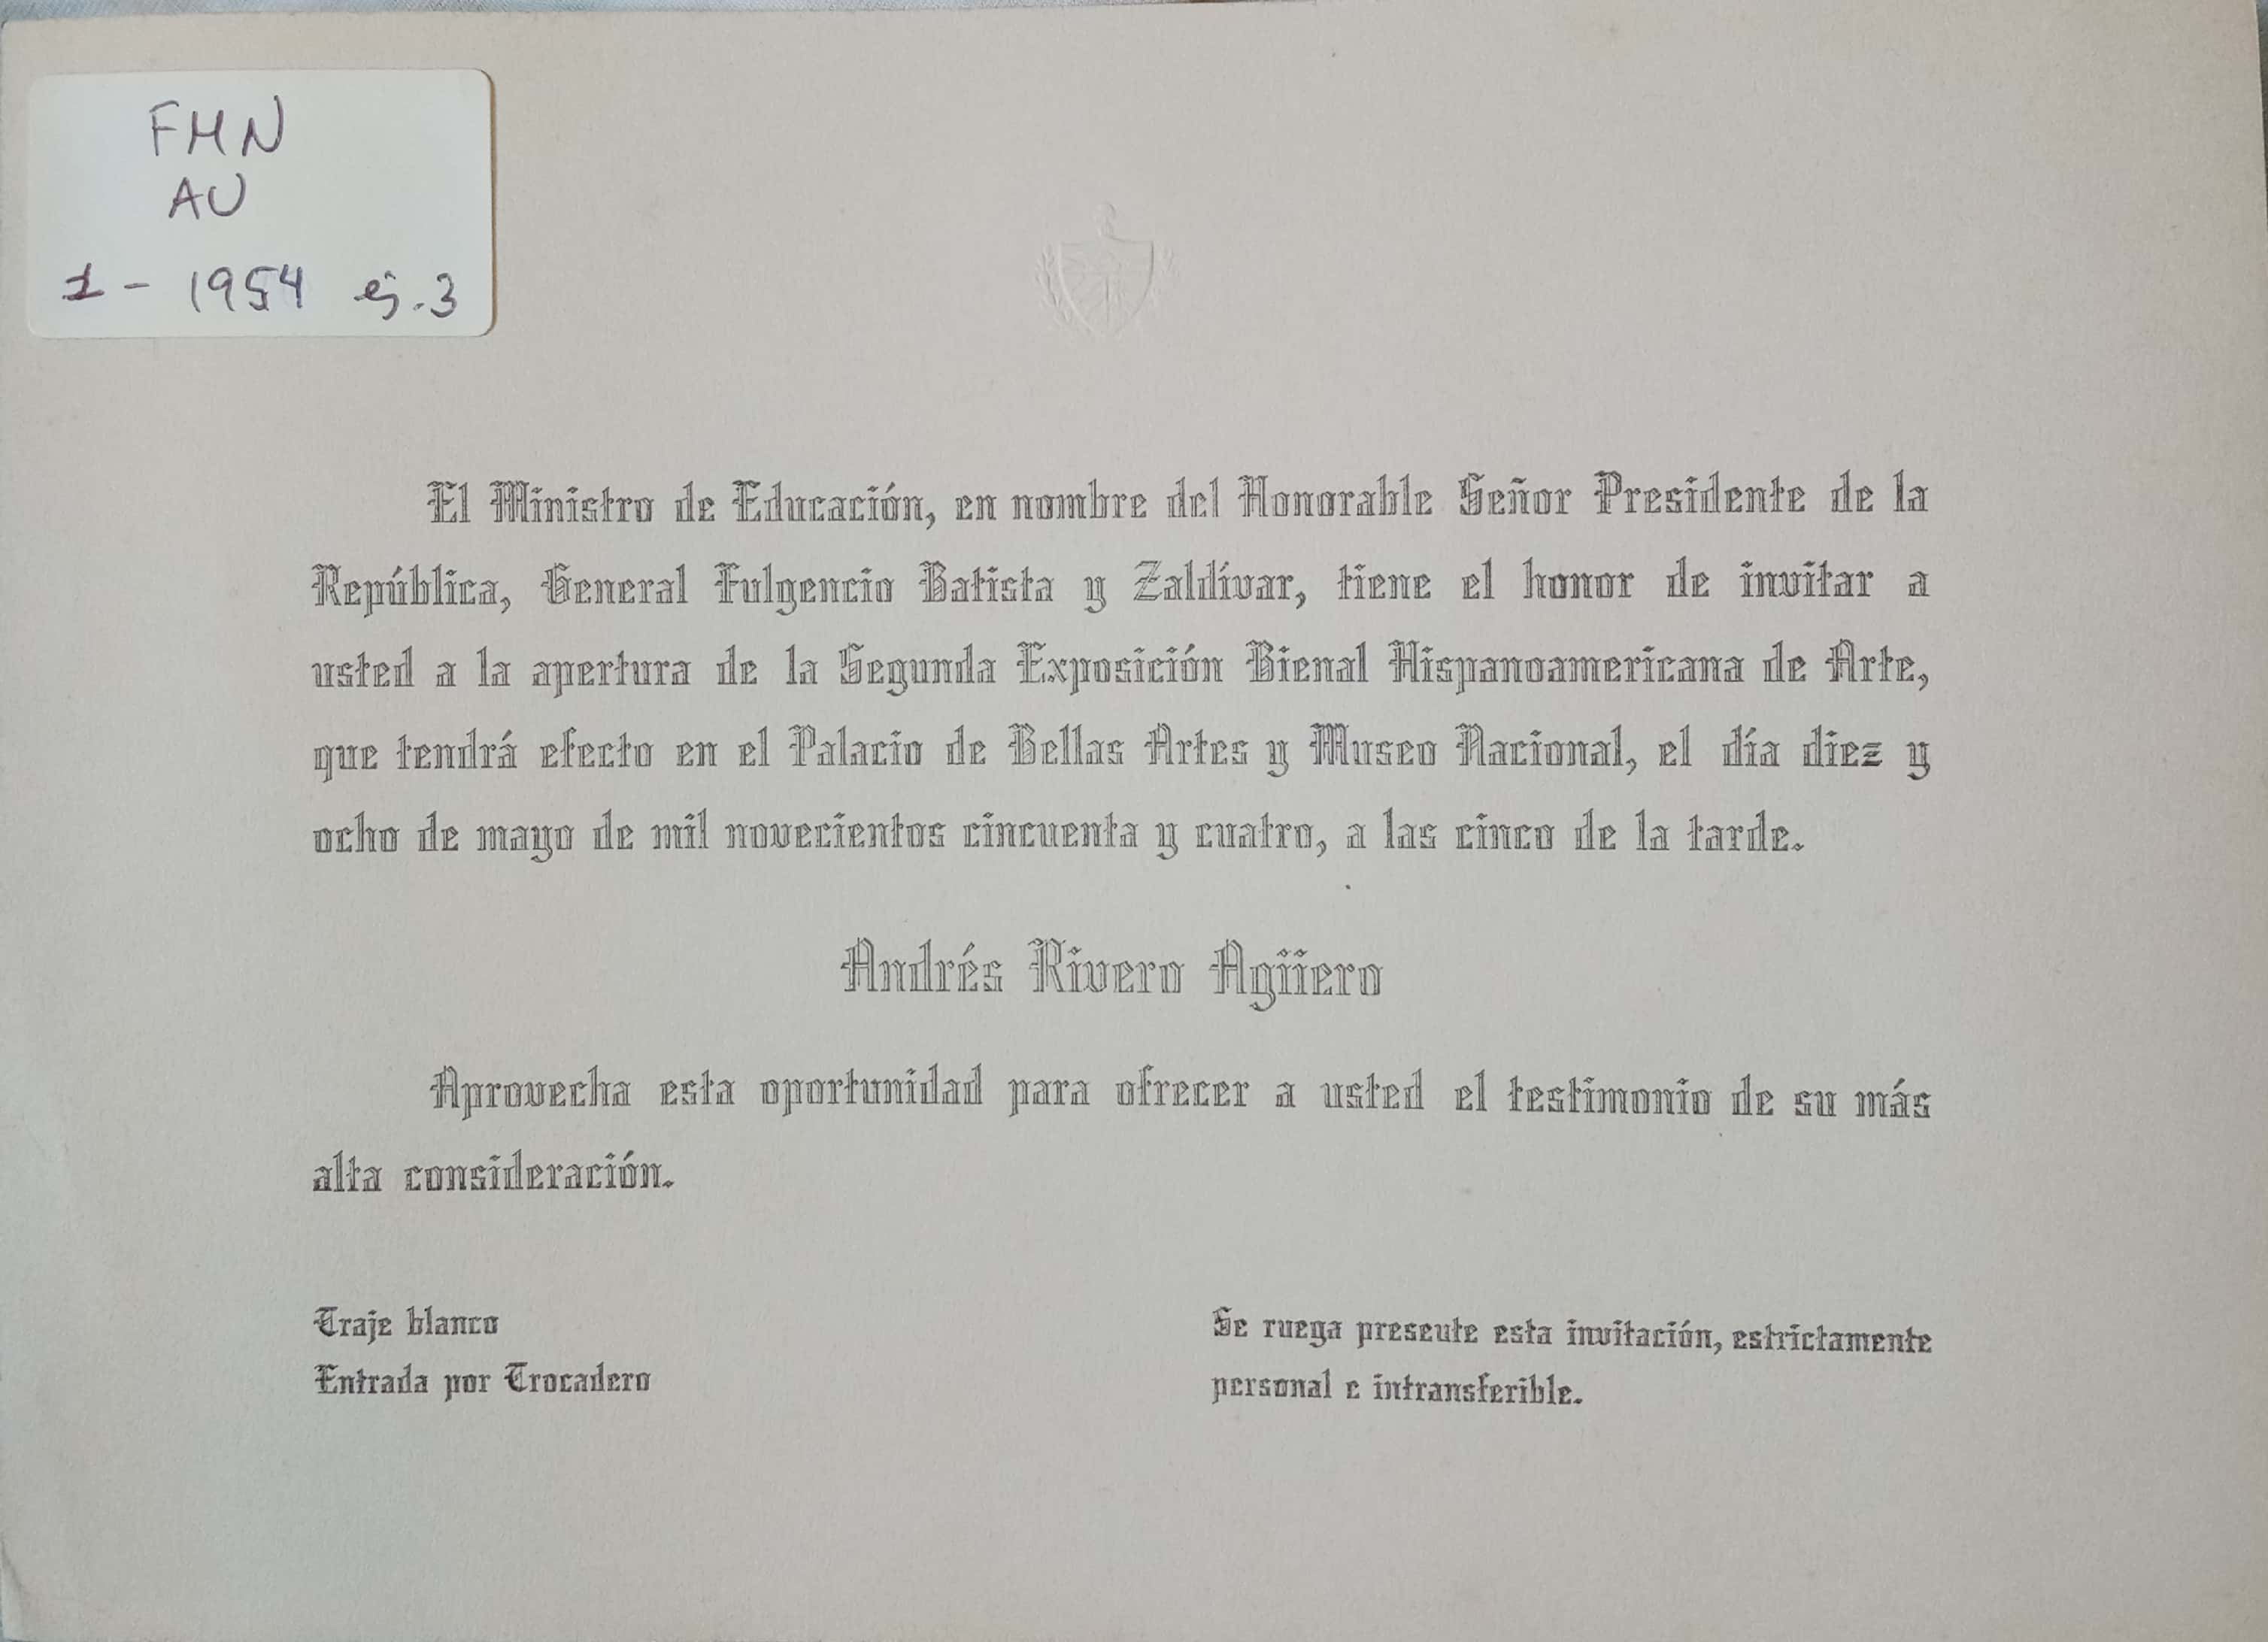 FMN
AU
1 - 1954 ej. 3
El Ministro de Educación, en nombre del Honorable Señor Presidente de la
República, General Fulgencio Batista y Zaldívar, tiene el honor de invitar a
usted a la apertura de la Segunda Exposición Bienal Hispanoamericana de Arte,
que tendrá efecto en el Palacio de Bellas Artes y Museo Nacional, el día diez y
ocho de mayo de mil novecientos cincuenta y cuatro, a las cinco de la tarde.
Andrés Rivero Agüero
Aprovecha esta oportunidad para ofrecer a usted el testimonio de su más
alta consideración.
Traje blanco
Entrada por Trocadero
Se ruega presente esta invitación, estrictamente
personal e intransferible.